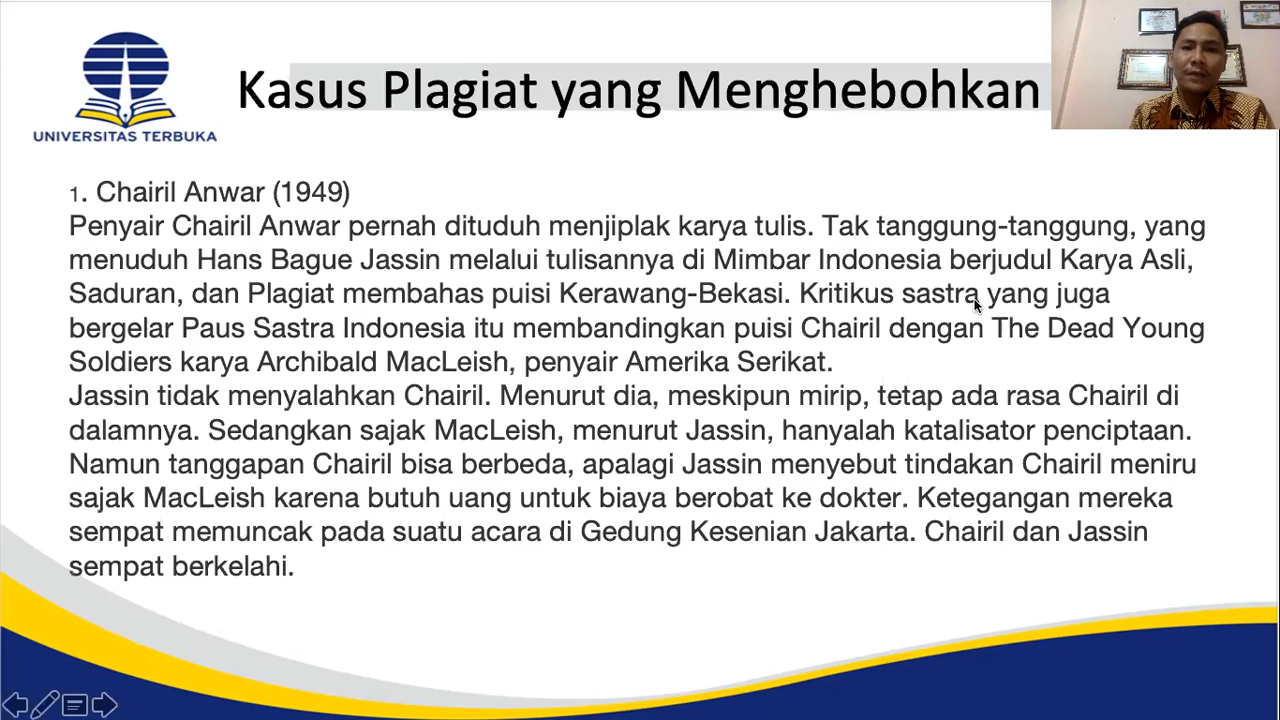 UNIVERSITAS TERBUKA
Kasus Plagiat yang Menghebohkan
1. Chairil Anwar (1949)
Penyair Chairil Anwar pernah dituduh menjiplak karya tulis. Tak tanggung-tanggung, yang
menuduh Hans Bague Jassin melalui tulisannya di Mimbar Indonesia berjudul Karya Asli,
Saduran, dan Plagiat membahas puisi Kerawang-Bekasi. Kritikus sastra yang juga
bergelar Paus Sastra Indonesia itu membandingkan puisi Chairil dengan The Dead Young
Soldiers karya Archibald MacLeish, penyair Amerika Serikat.
Jassin tidak menyalahkan Chairil. Menurut dia, meskipun mirip, tetap ada rasa Chairil di
dalamnya. Sedangkan sajak MacLeish, menurut Jassin, hanyalah katalisator penciptaan.
Namun tanggapan Chairil bisa berbeda, apalagi Jassin menyebut tindakan Chairil meniru
sajak MacLeish karena butuh uang untuk biaya berobat ke dokter. Ketegangan mereka
sempat memuncak pada suatu acara di Gedung Kesenian Jakarta. Chairil dan Jassin
sempat berkelahi.